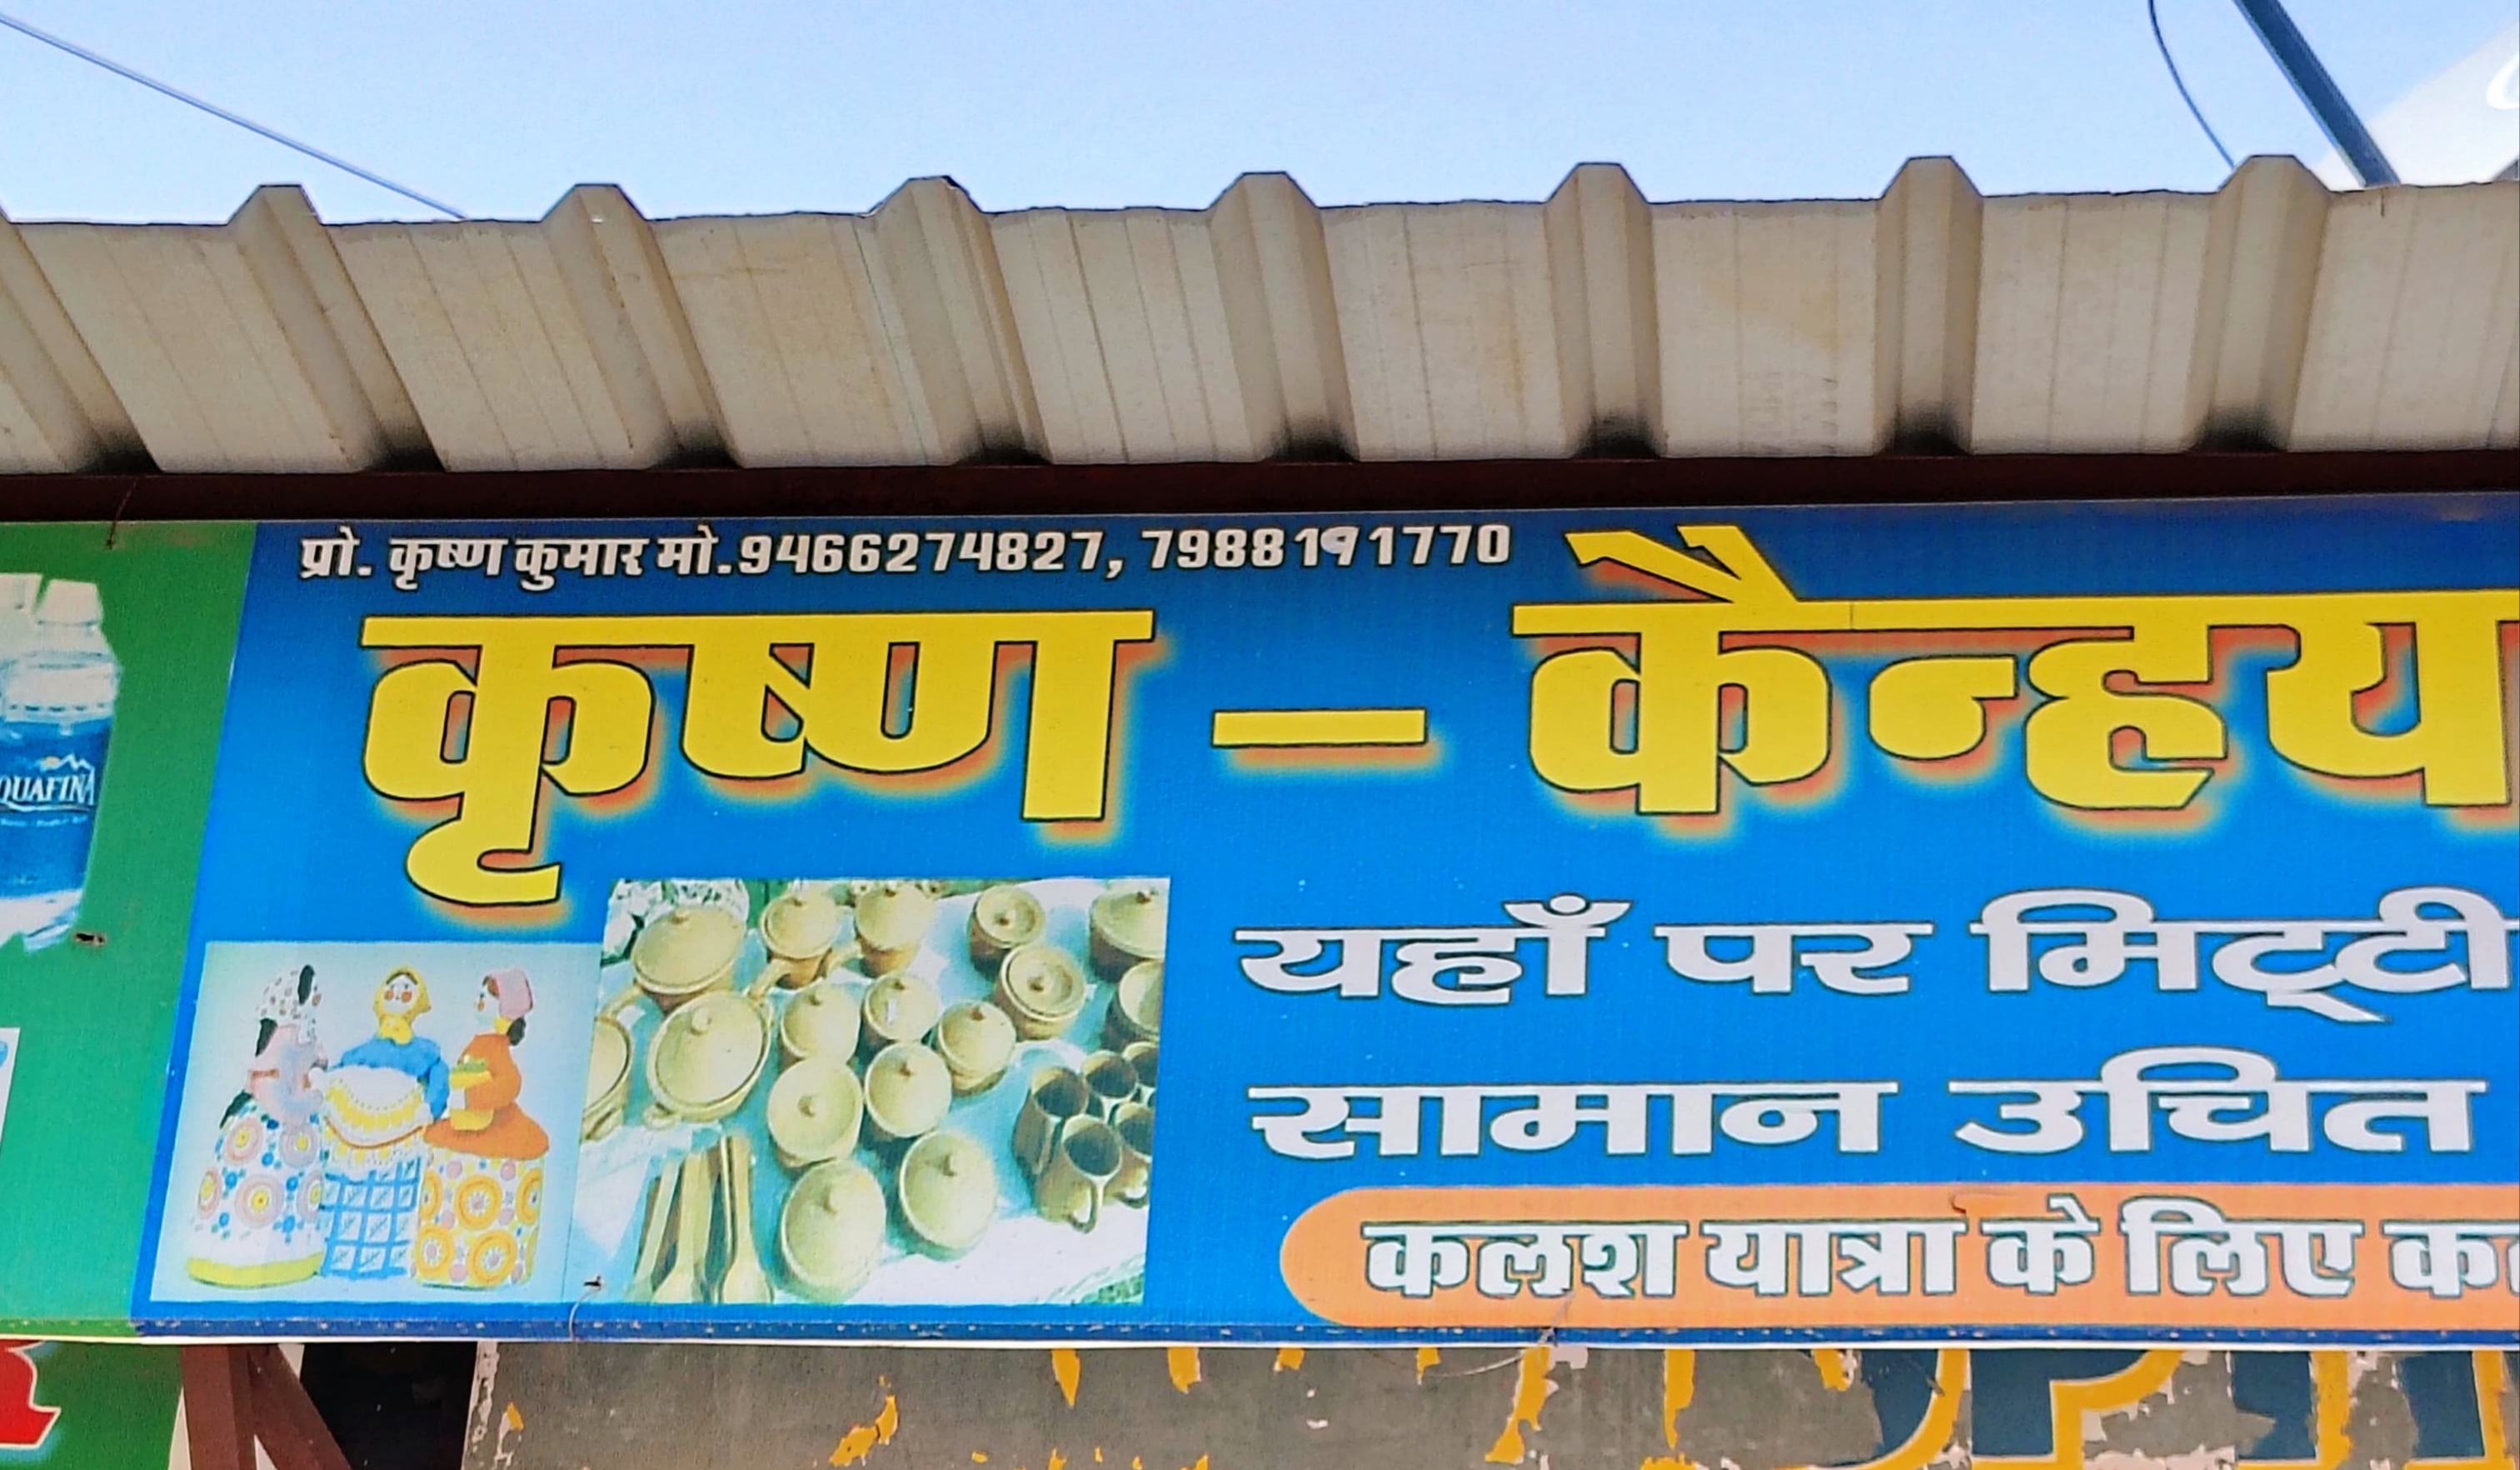 प्रो. कृष्ण कुमार मो.9466274827, 7988191770
कृष्ण – कैन्हय
यहाँ पर मिट्टी
सामान उचित
कलश यात्रा के लिए क
QUAFINA